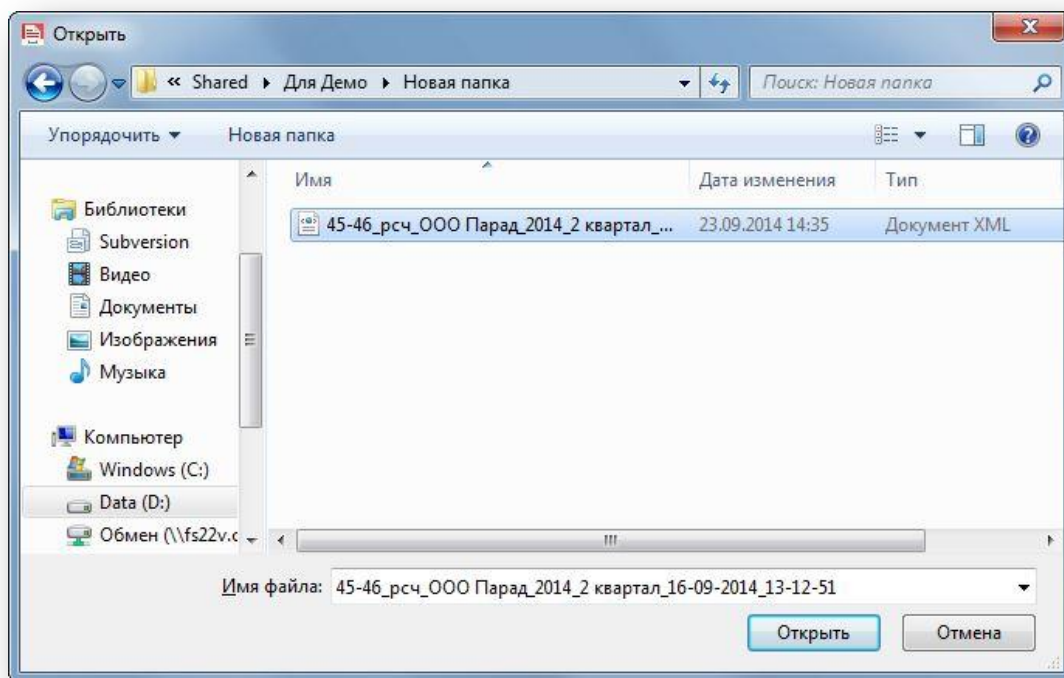 Открыть
« Shared Для Демо Новая папка Поиск: Новая папка
Упорядочить Новая папка
Имя Дата изменения Тип
Библиотеки 45-46_рсч_ООО Парад_2014_2 квартал_... 23.09.2014 14:35 Документ XML
Subversion
Видео
Документы
Изображения
Музыка
Компьютер
Windows (C:)
Data (D:)
Обмен (\\fs22v.c
Имя файла: 45-46_рсч_ООО Парад_2014_2 квартал_16-09-2014_13-12-51
Открыть Отмена